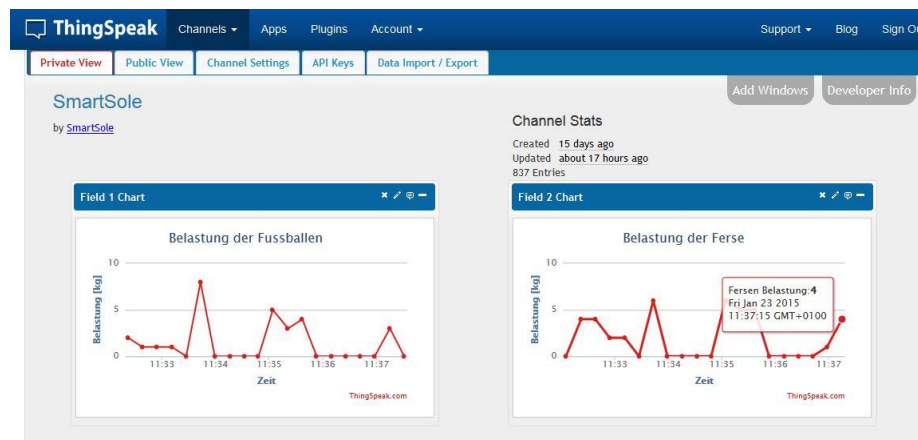 ThingSpeak Channels Apps Plugins Account Support Blog Sign Ou
Private View Public View Channel Settings API Keys Data Import / Export
Add Windows Developer Info
SmartSole
by SmartSole
Channel Stats
Created 15 days ago
Updated about 17 hours ago
837 Entries
Field 1 Chart
Belastung der Fussballen
Belastung [kg]
10
5
0
11:33 11:34 11:35 11:36 11:37
Zeit
ThingSpeak.com
Field 2 Chart
Belastung der Ferse
Belastung [kg]
10
5
0
Fersen Belastung:4
Fri Jan 23 2015
11:37:15 GMT+0100
11:33 11:34 11:35 11:36 11:37
Zeit
ThingSpeak.com